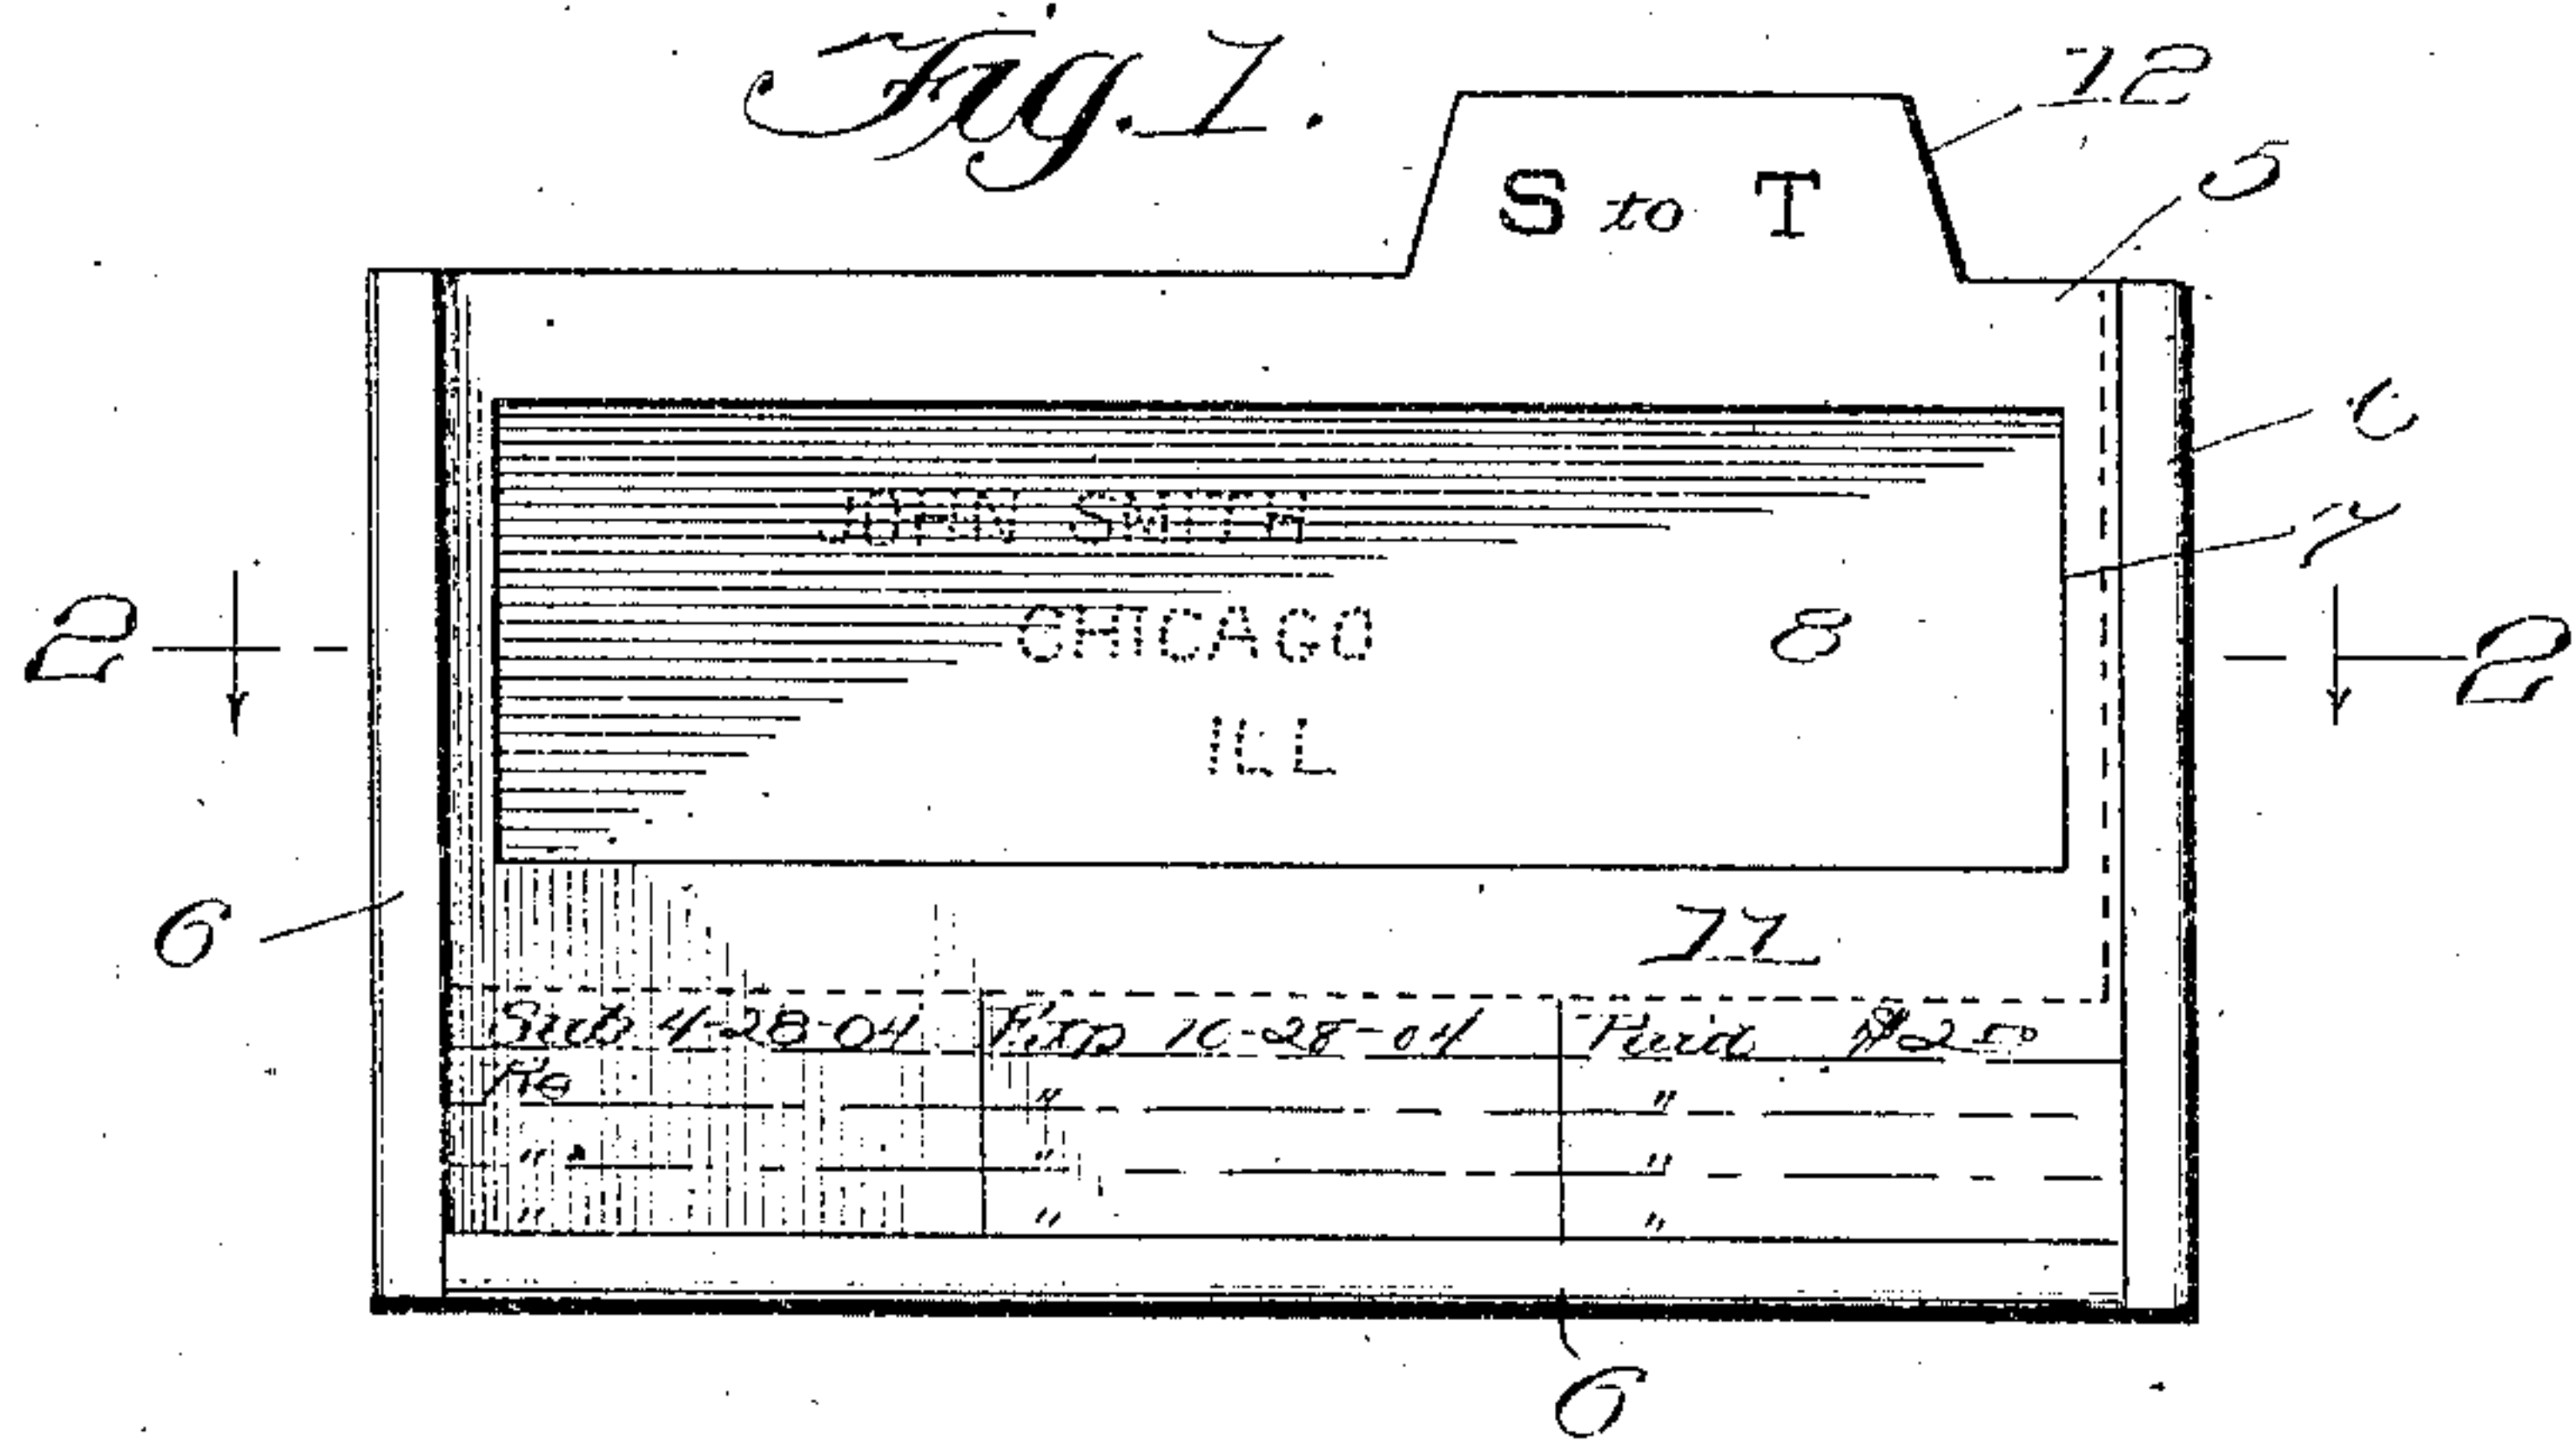 Fig. 1.
12
S to T
5
6
7
JOHN SMITH
CHICAGO
8
ILL
2 2
6
11
Sub 4-28-04 Exp 10-28-04 Paid $2 50
Re " "
" " "
" " "
6